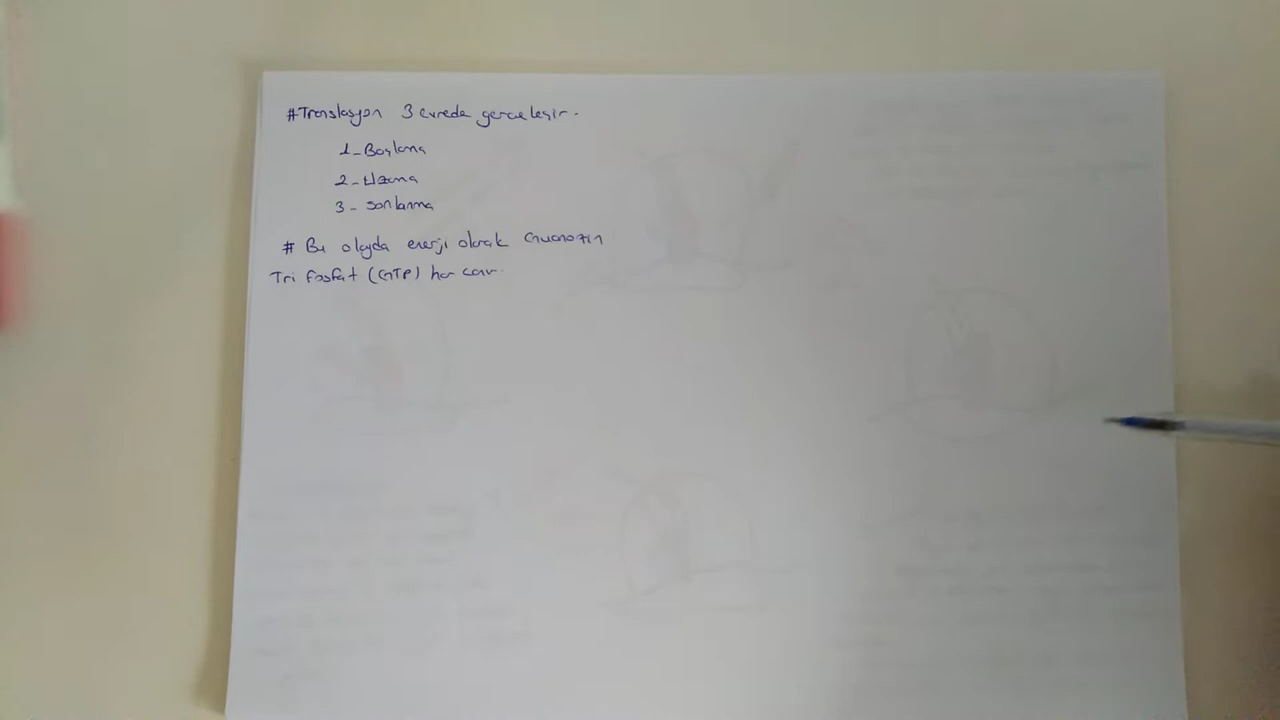 #Translasyon 3 evrede gerçekleşir.
1-Başlama
2-Uzama
3-Sonlanma
# Bu olayda enerji olarak Guanozin
Tri fosfat (GTP) harcanır.